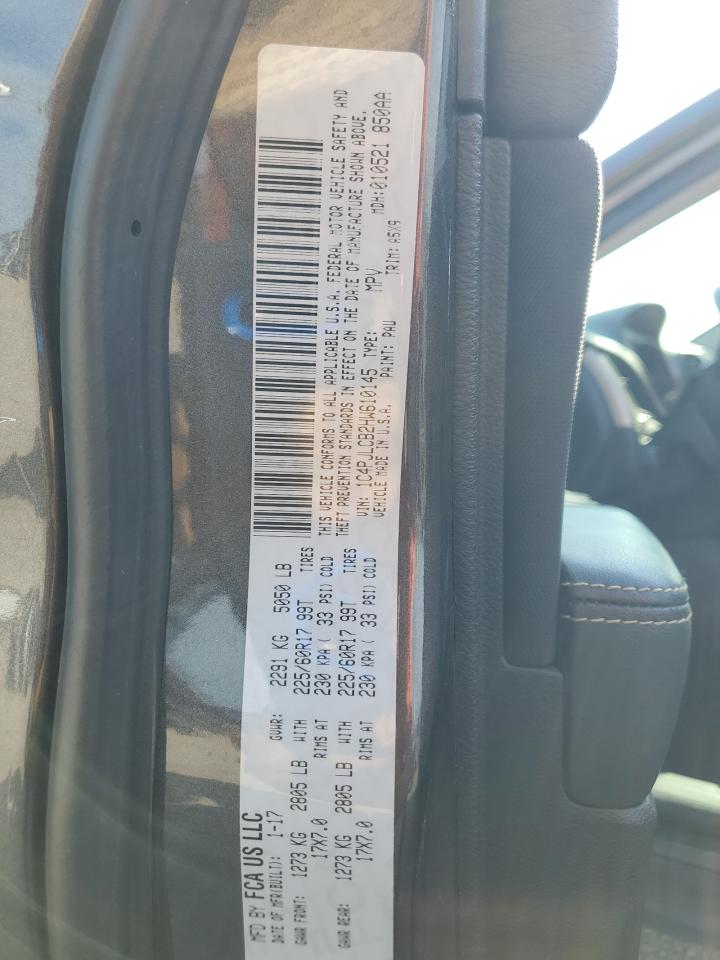 MFD BY FCA US LLC
DATE OF MFR(BUILT): 1-17 GVWR: 2291 KG 5050 LB
GAWR FRONT: 1273 KG 2805 LB WITH 225/60R17 99T TIRES
17X7.0 RIMS AT 230 KPA ( 33 PSI) COLD
GAWR REAR: 1273 KG 2805 LB WITH 225/60R17 99T TIRES
17X7.0 RIMS AT 230 KPA ( 33 PSI) COLD
THIS VEHICLE CONFORMS TO ALL APPLICABLE U.S.A. FEDERAL MOTOR VEHICLE SAFETY AND
THEFT PREVENTION STANDARDS IN EFFECT ON THE DATE OF MANUFACTURE SHOWN ABOVE.
VIN: 1C4PJLCB2HW610145 TYPE: MPV MDH:010521 850AA
VEHICLE MADE IN U.S.A. PAINT: PAU TRIM: A5X9